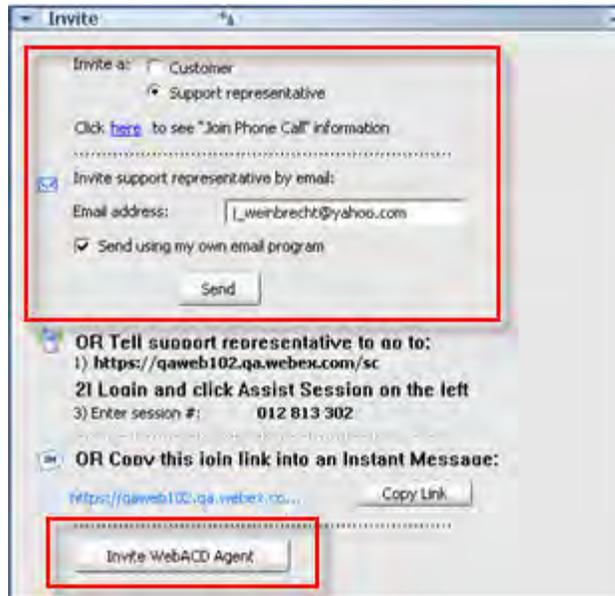 Invite
Invite a: Customer
Support representative
Click here to see "Join Phone Call" information
Invite support representative by email:
Email address: j_weinbrecht@yahoo.com
Send using my own email program
Send
OR Tell support representative to go to:
1) https://qaweb102.qa.webex.com/sc
2) Login and click Assist Session on the left
3) Enter session #: 012 813 302
OR Copy this join link into an Instant Message:
https://qaweb102.qa.webex.co... Copy Link
Invite WebACD Agent